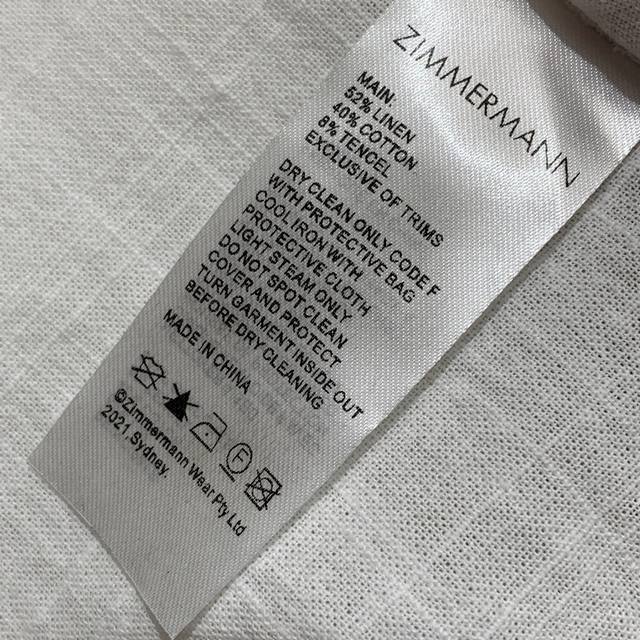 ZIMMERMANN
MAIN:
52% LINEN
40% COTTON
8% TENCEL
EXCLUSIVE OF TRIMS
DRY CLEAN ONLY CODE F
WITH PROTECTIVE BAG
COOL IRON WITH
PROTECTIVE CLOTH
LIGHT STEAM ONLY
DO NOT SPOT CLEAN
COVER AND PROTECT
TURN GARMENT INSIDE OUT
BEFORE DRY CLEANING
MADE IN CHINA
F
©Zimmermann Wear Pty Ltd
2021, Sydney.